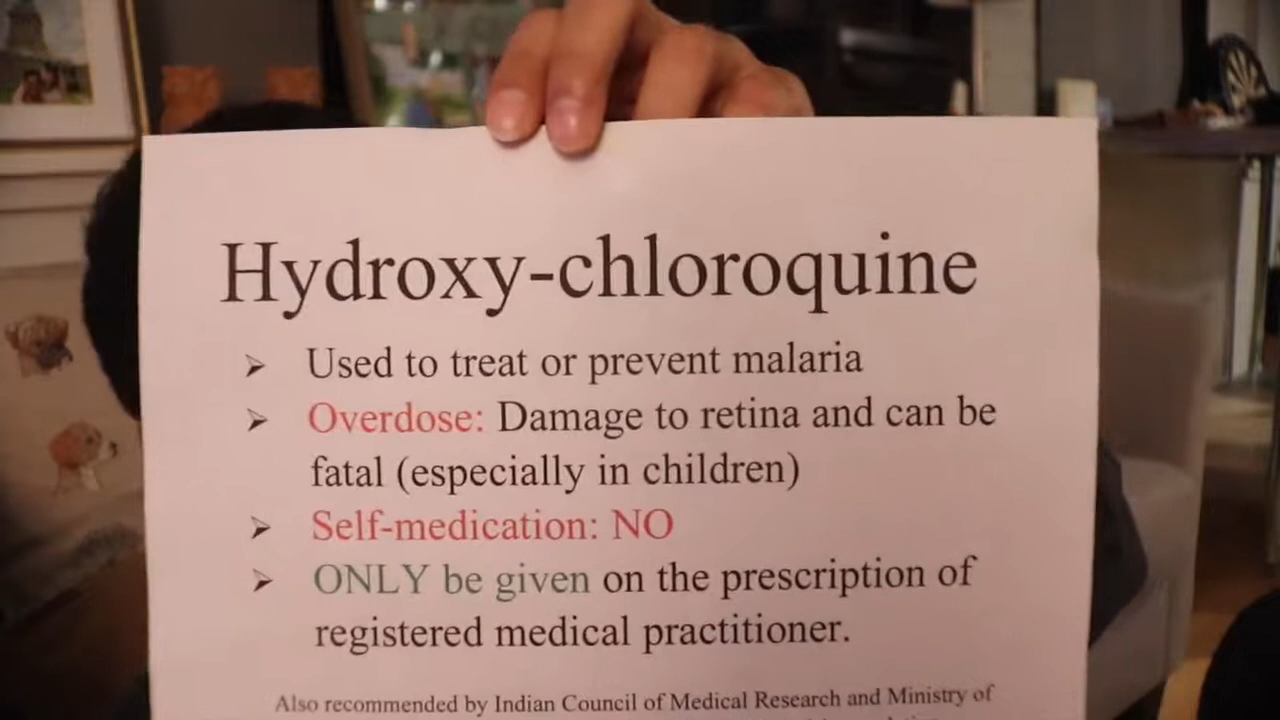 Hydroxy-chloroquine
➢ Used to treat or prevent malaria
➢ Overdose: Damage to retina and can be
fatal (especially in children)
➢ Self-medication: NO
➢ ONLY be given on the prescription of
registered medical practitioner.
Also recommended by Indian Council of Medical Research and Ministry of